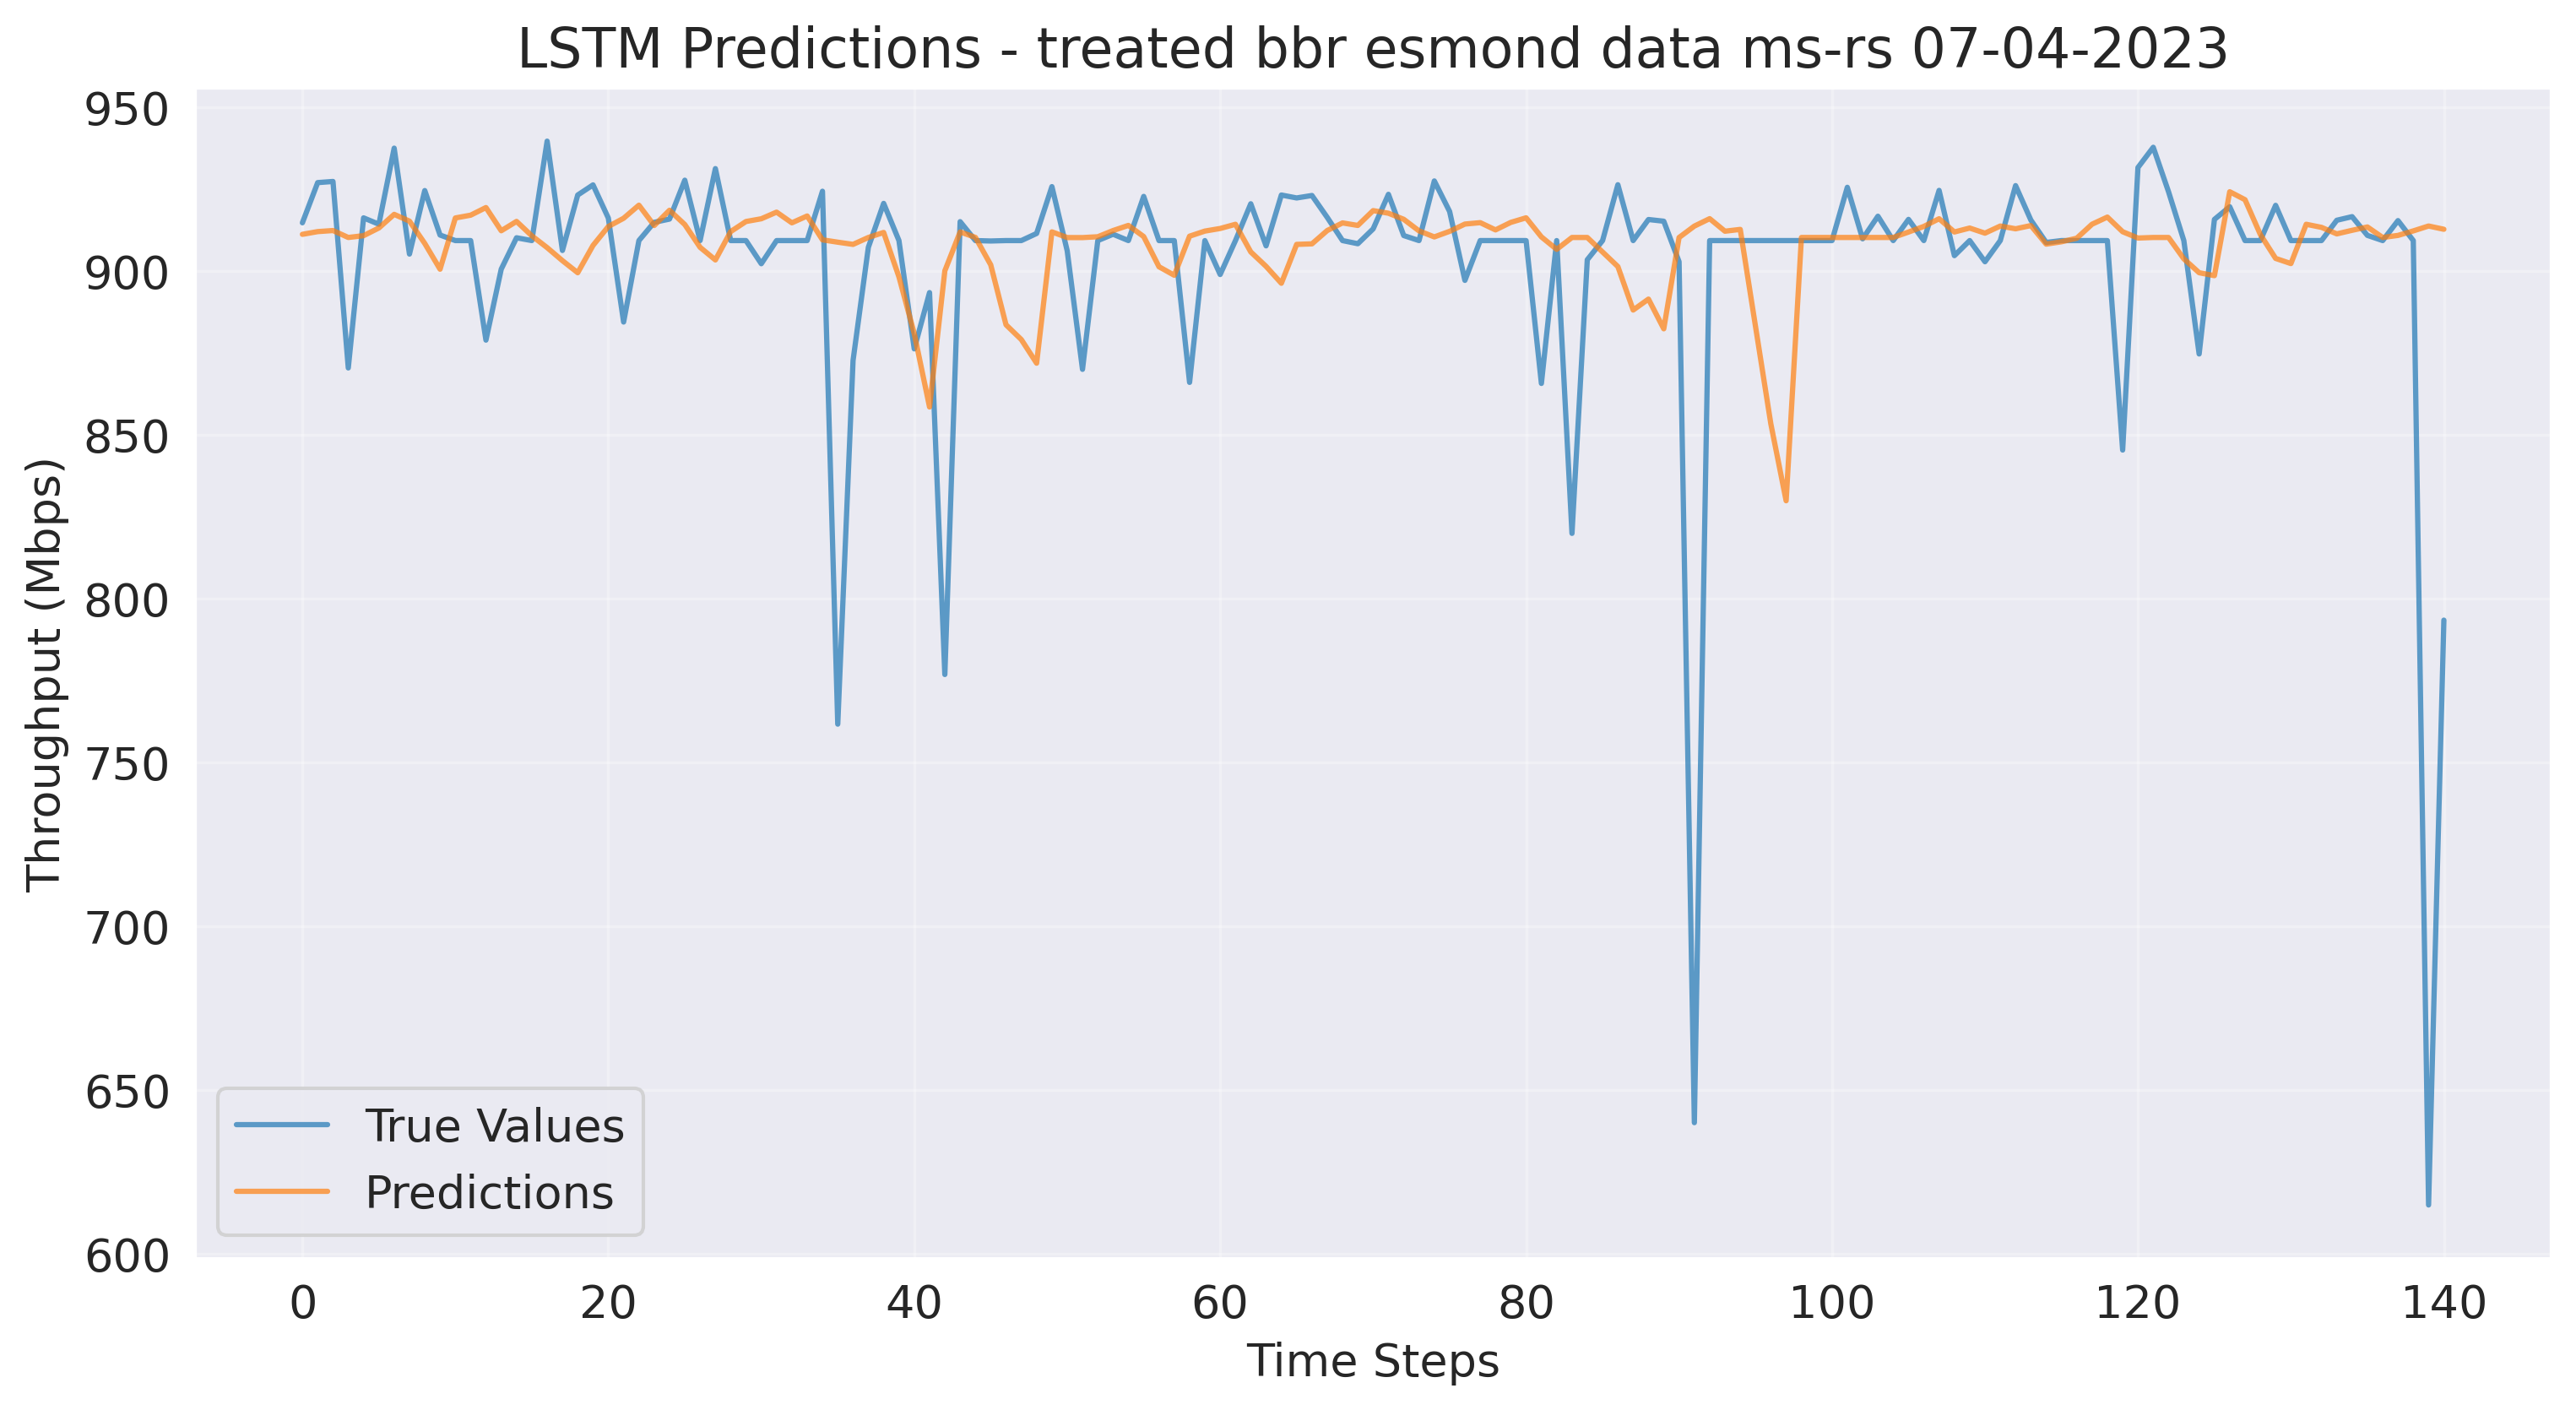 LSTM Predictions - treated bbr esmond data ms-rs 07-04-2023
Throughput (Mbps)
950
900
850
800
750
700
650
600
True Values
Predictions
0 20 40 60 80 100 120 140
Time Steps